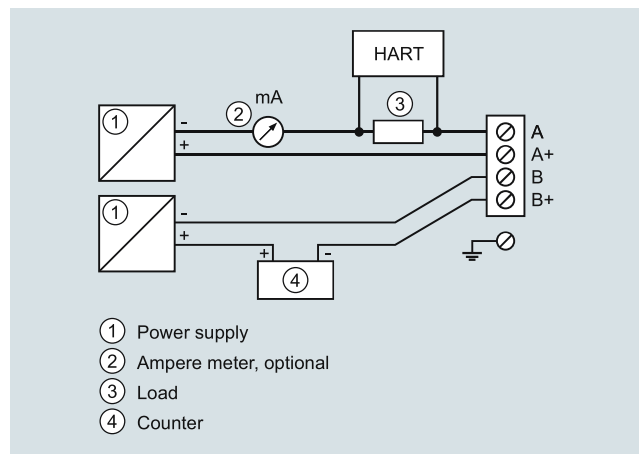 HART
mA
2
3
1
-
+
A
A+
B
B+
1
-
+
+ -
4
1 Power supply
2 Ampere meter, optional
3 Load
4 Counter